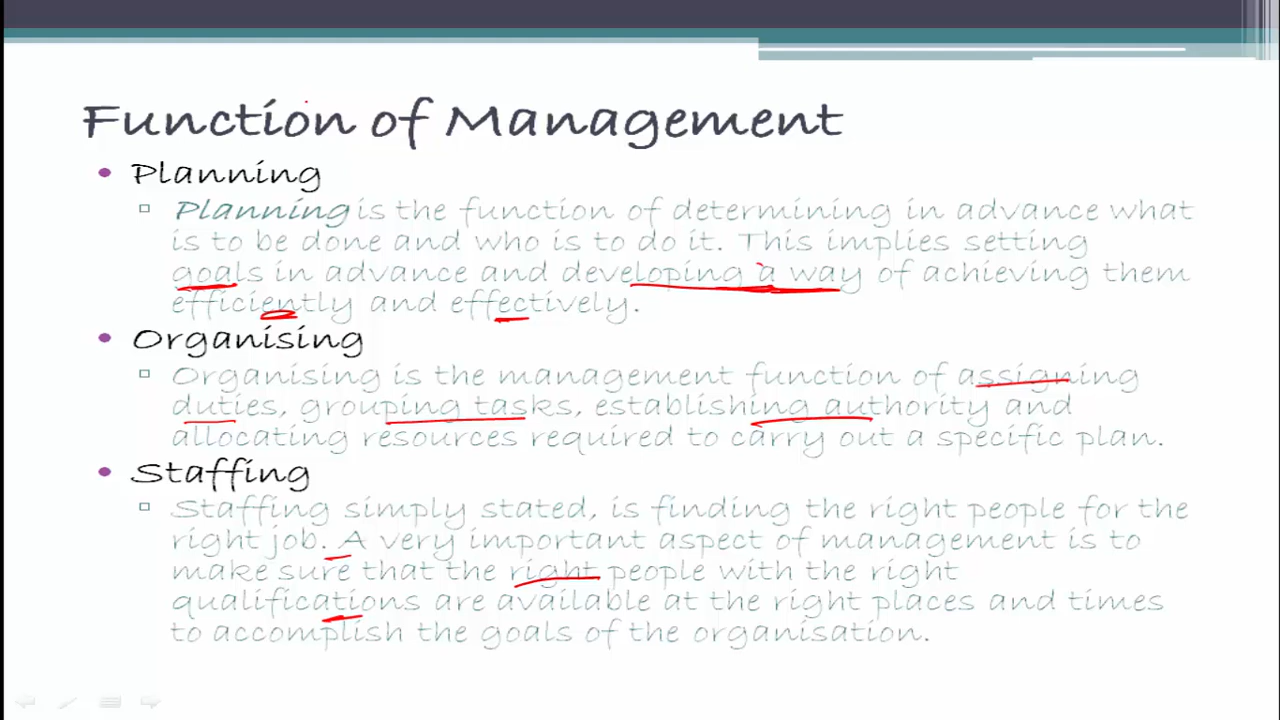 Function of Management
Planning
Planning is the function of determining in advance what
is to be done and who is to do it. This implies setting
goals in advance and developing a way of achieving them
efficiently and effectively.
Organising
Organising is the management function of assigning
duties, grouping tasks, establishing authority and
allocating resources required to carry out a specific plan.
Staffing
Staffing simply stated, is finding the right people for the
right job. A very important aspect of management is to
make sure that the right people with the right
qualifications are available at the right places and times
to accomplish the goals of the organisation.